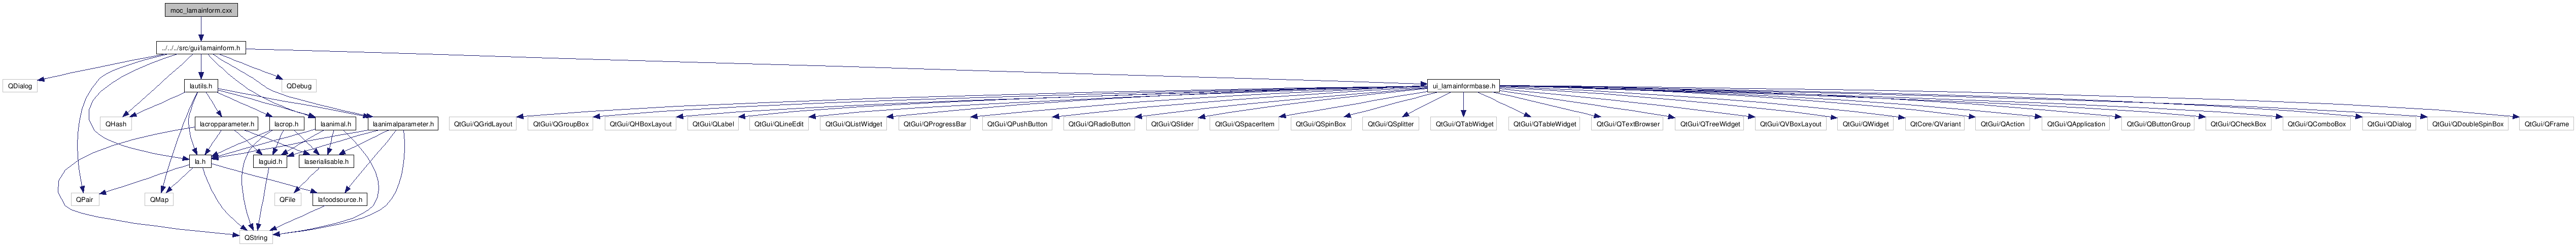 moc_lamainform.cxx
../../../src/gui/lamainform.h
QDialog
lautils.h
QDebug
ui_lamainformbase.h
QHash
lacropparameter.h
lacrop.h
laanimal.h
laanimalparameter.h
QtGui/QGridLayout
QtGui/QGroupBox
QtGui/QHBoxLayout
QtGui/QLabel
QtGui/QLineEdit
QtGui/QListWidget
QtGui/QProgressBar
QtGui/QPushButton
QtGui/QRadioButton
QtGui/QSlider
QtGui/QSpacerItem
QtGui/QSpinBox
QtGui/QSplitter
QtGui/QTabWidget
QtGui/QTableWidget
QtGui/QTextBrowser
QtGui/QTreeWidget
QtGui/QVBoxLayout
QtGui/QWidget
QtCore/QVariant
QtGui/QAction
QtGui/QApplication
QtGui/QButtonGroup
QtGui/QCheckBox
QtGui/QComboBox
QtGui/QDialog
QtGui/QDoubleSpinBox
QtGui/QFrame
la.h
laguid.h
laserialisable.h
QPair
QMap
QFile
lafoodsource.h
QString